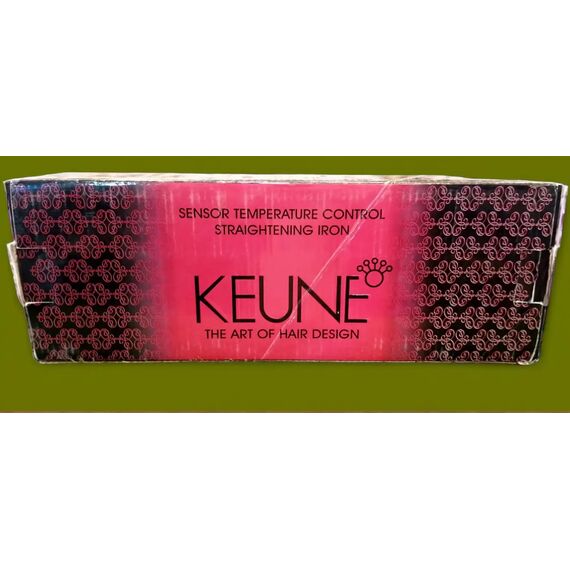 SENSOR TEMPERATURE CONTROL
STRAIGHTENING IRON
KEUNE
THE ART OF HAIR DESIGN